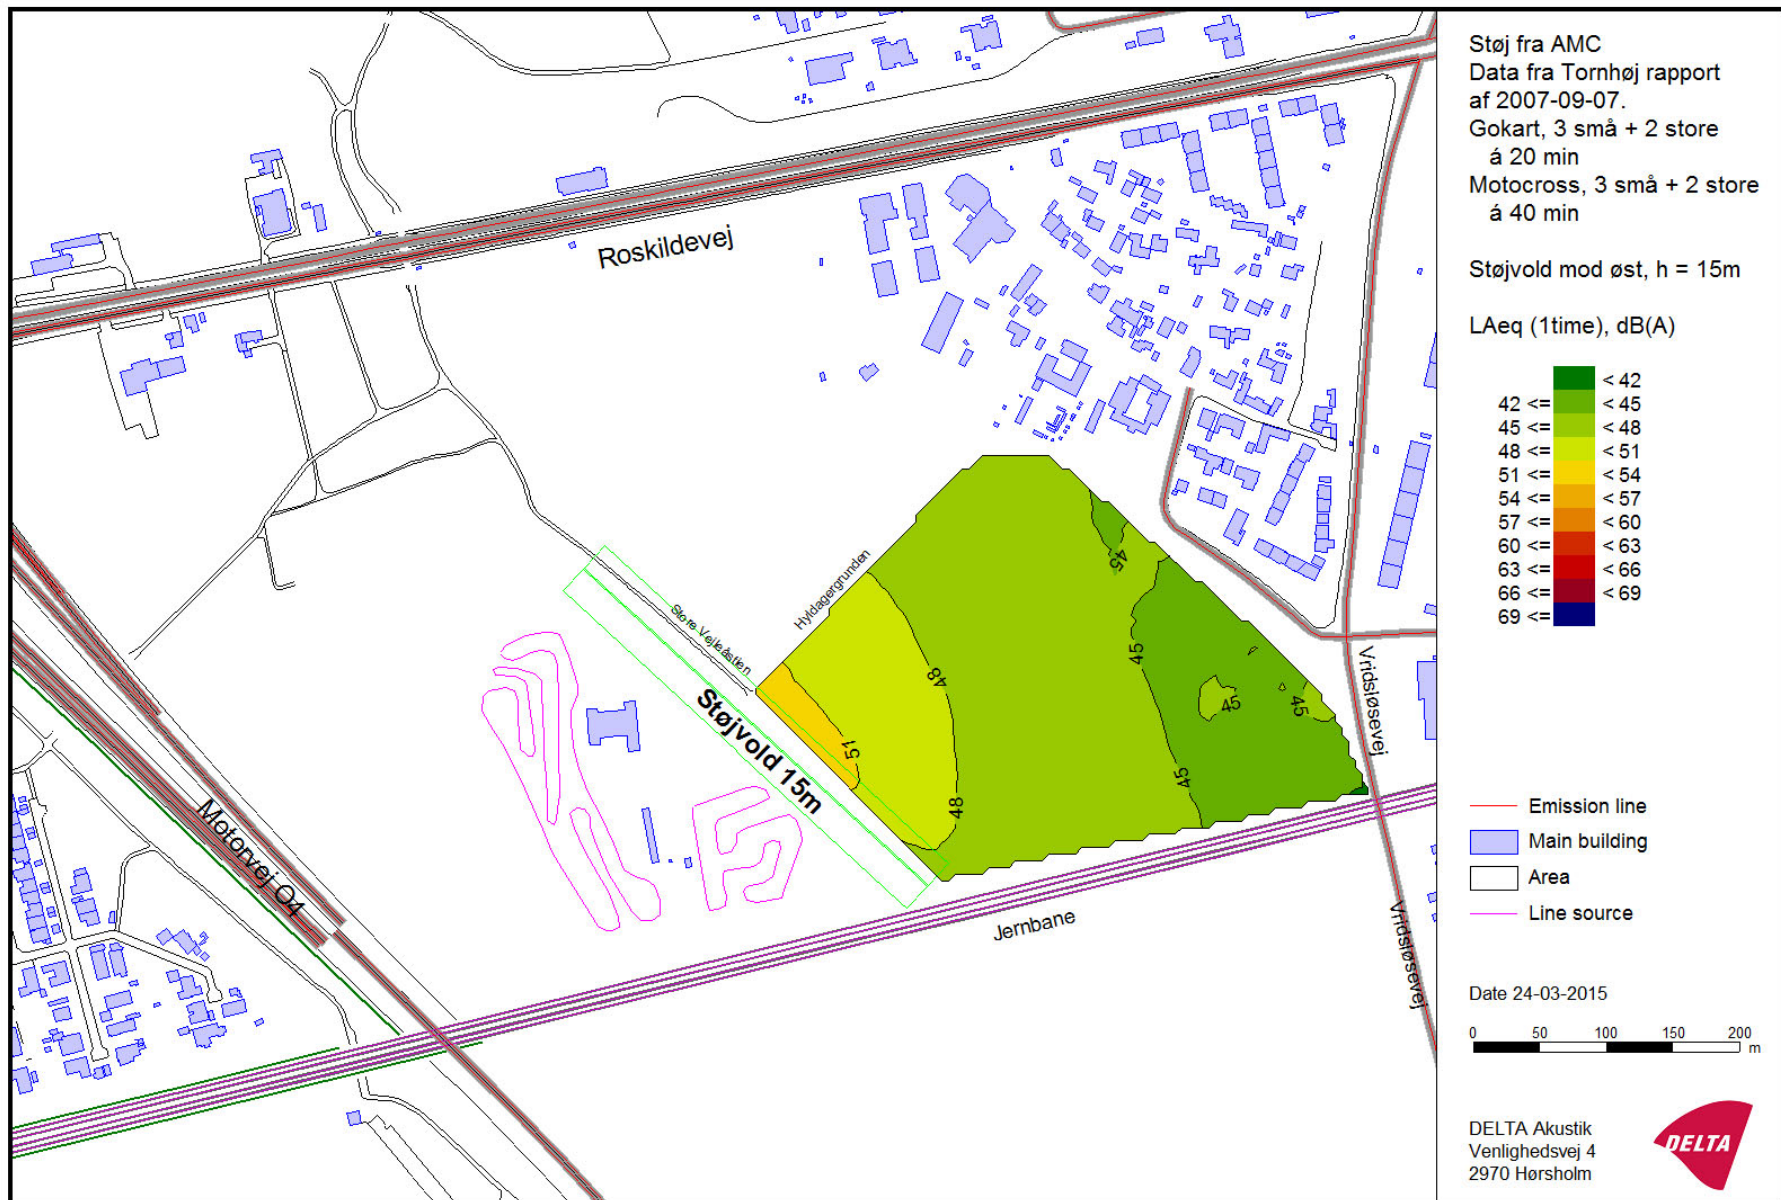 Støj fra AMC
Data fra Tornhøj rapport
af 2007-09-07.
Gokart, 3 små + 2 store
á 20 min
Motocross, 3 små + 2 store
á 40 min
Støjvold mod øst, h = 15m
LAeq (1time), dB(A)
< 42
42 <= < 45
45 <= < 48
48 <= < 51
51 <= < 54
54 <= < 57
57 <= < 60
60 <= < 63
63 <= < 66
66 <= < 69
69 <=
Emission line
Main building
Area
Line source
Date 24-03-2015
0 50 100 150 200
m
DELTA Akustik
Venlighedsvej 4
2970 Hørsholm
DELTA
Roskildevej
Hyldagergrunden
Store Vejleåstien
Støjvold 15m
Motorvej O4
Jernbane
Vridsløsevej
Vridsløsevej
45
45
48
45
45
51
45
48